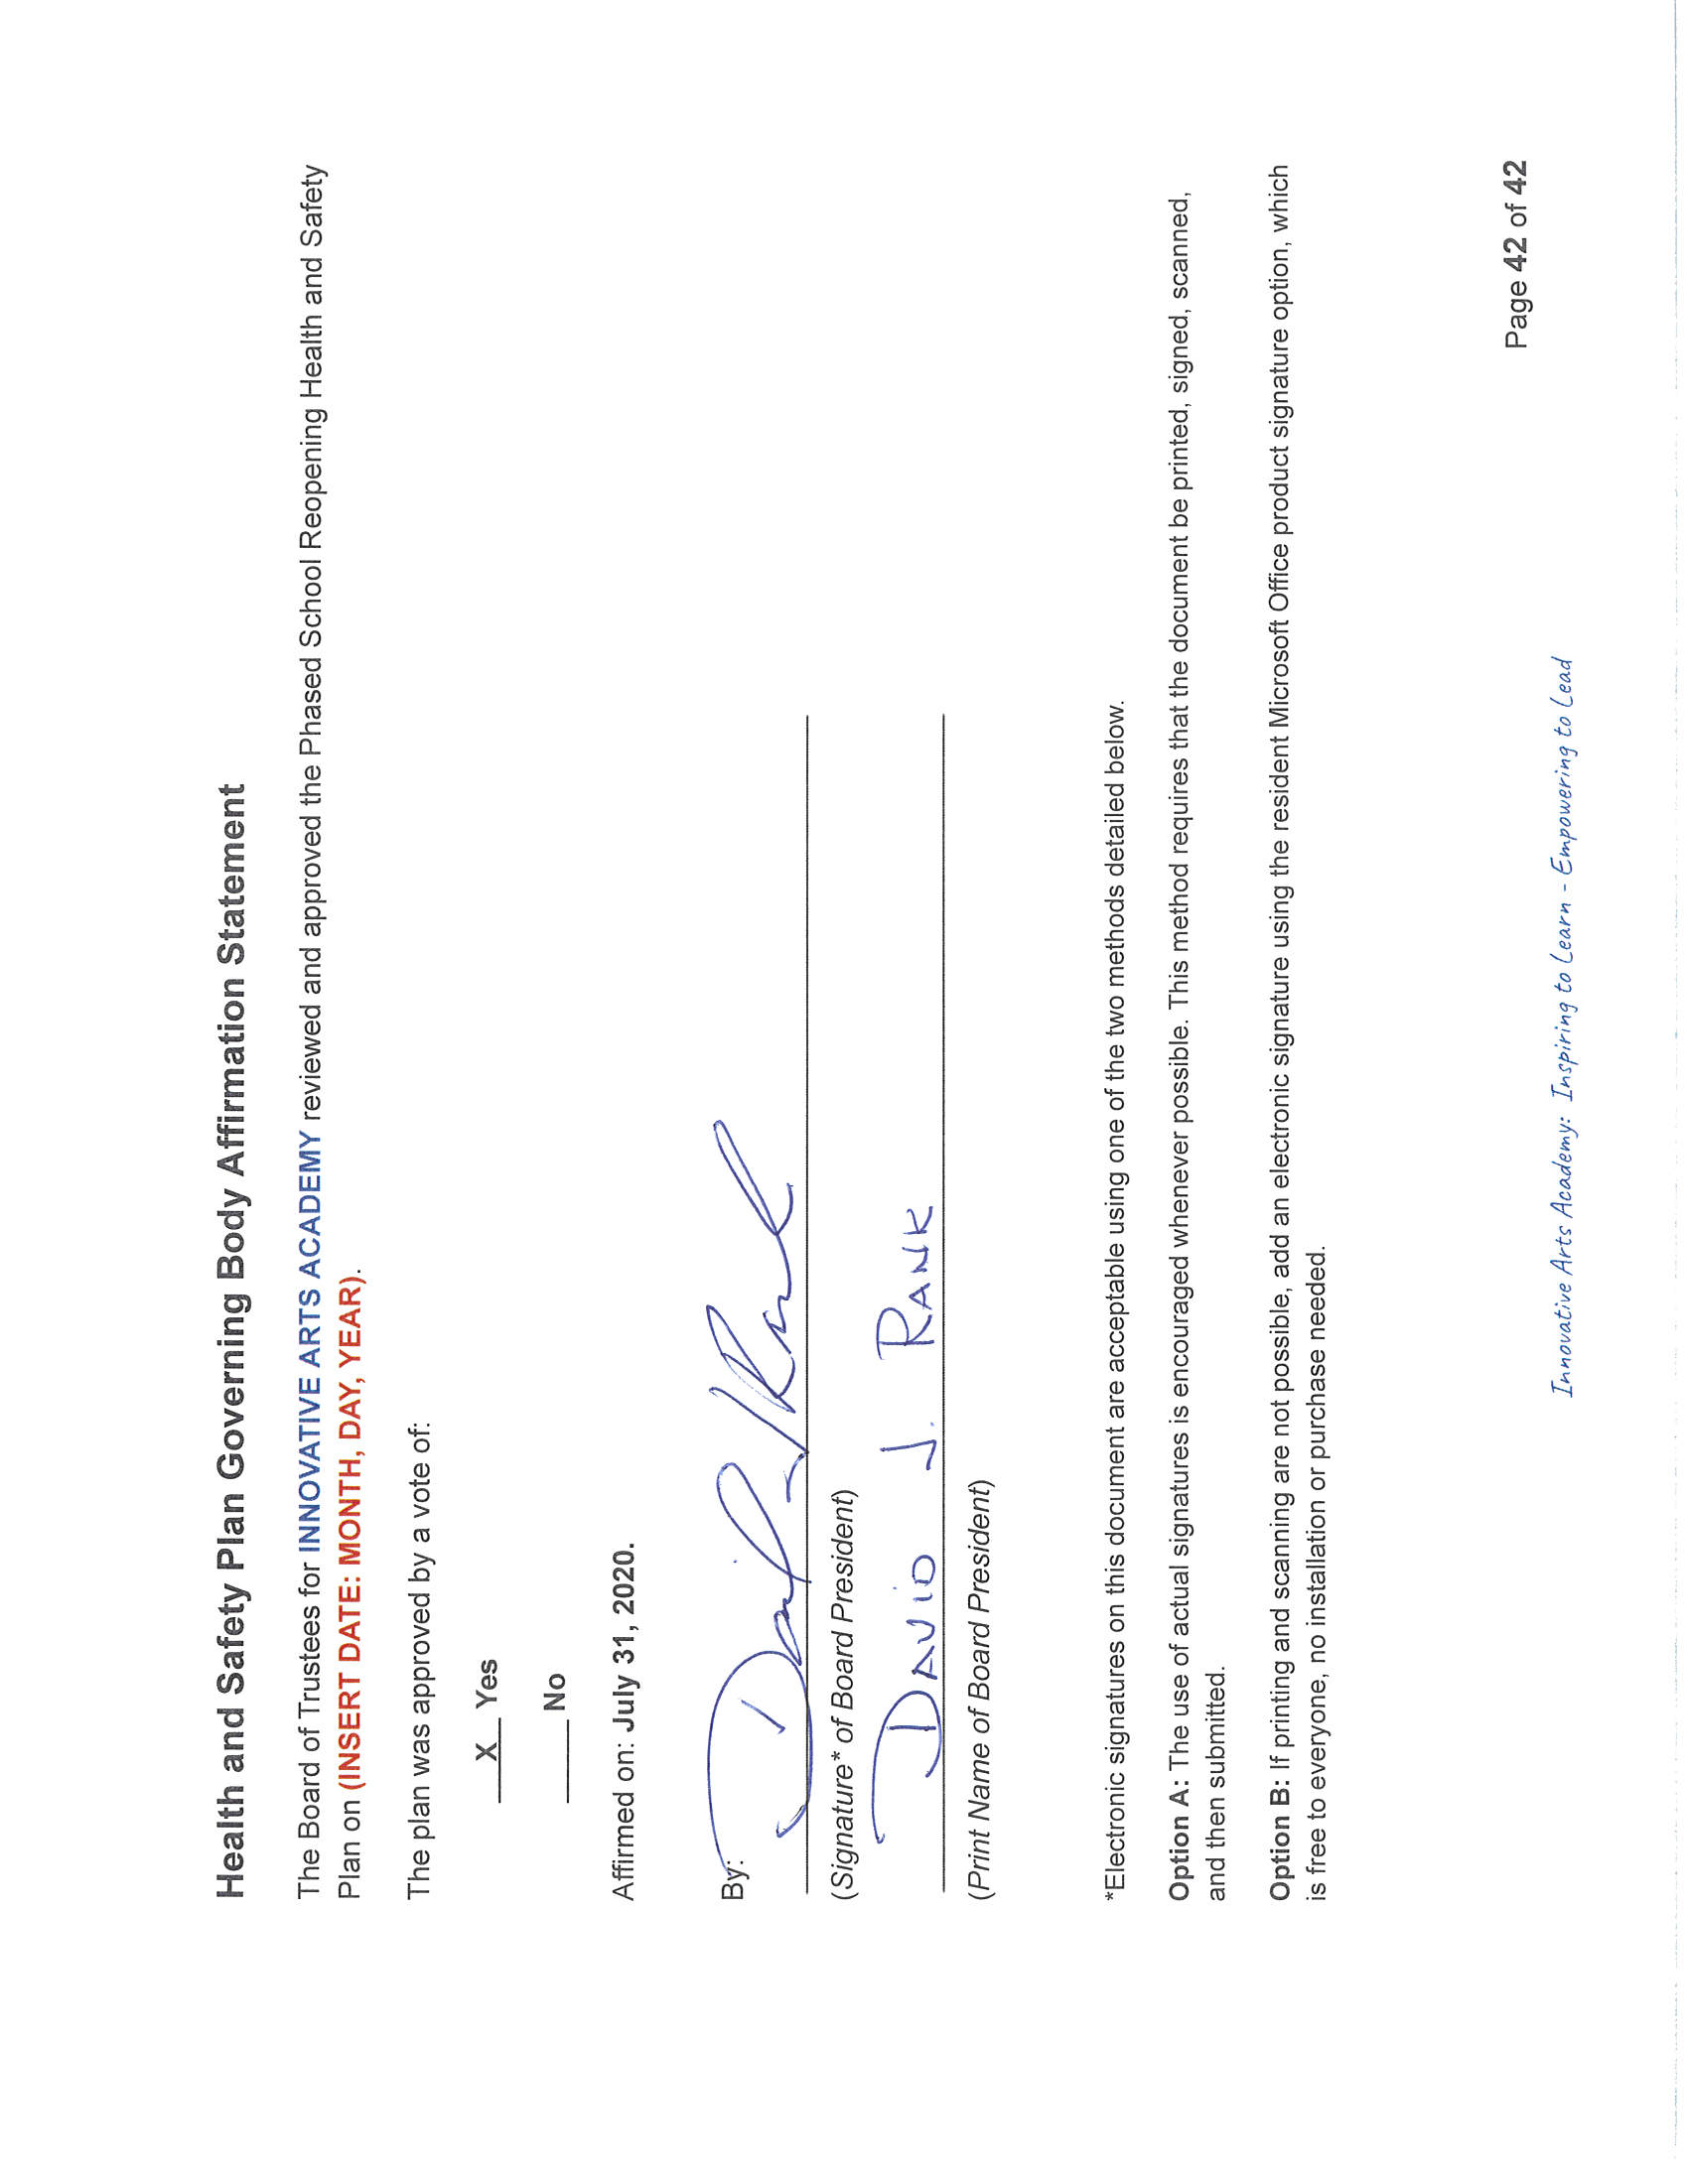 Health and Safety Plan Governing Body Affirmation Statement
The Board of Trustees for INNOVATIVE ARTS ACADEMY reviewed and approved the Phased School Reopening Health and Safety
Plan on (INSERT DATE: MONTH, DAY, YEAR).
The plan was approved by a vote of:
X Yes
No
Affirmed on: July 31, 2020.
By: David J Rank
(Signature* of Board President)
DAVID J. RANK
(Print Name of Board President)
*Electronic signatures on this document are acceptable using one of the two methods detailed below.
Option A: The use of actual signatures is encouraged whenever possible. This method requires that the document be printed, signed, scanned,
and then submitted.
Option B: If printing and scanning are not possible, add an electronic signature using the resident Microsoft Office product signature option, which
is free to everyone, no installation or purchase needed.
Page 42 of 42
Innovative Arts Academy: Inspiring to Learn - Empowering to Lead